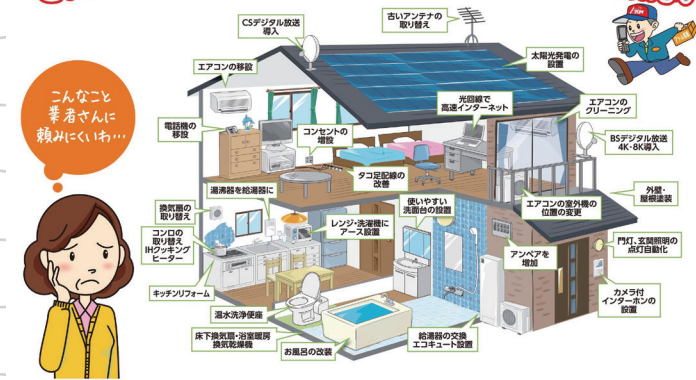 CSデジタル放送
導入
古いアンテナの
取り替え
太陽光発電の
設置
エアコンの移設
光回線で
高速インターネット
エアコンの
クリーニング
こんなこと
業者さんに
頼みにくいわ…
電話機の
移設
コンセントの
増設
BSデジタル放送
4K・8K導入
タコ足配線の
改善
湯沸器を給湯器に
使いやすい
洗面台の設置
エアコンの室外機の
位置の変更
外壁・
屋根塗装
換気扇の
取り替え
レンジ・洗濯機に
アース設置
コンロの
取り替え
IHクッキング
ヒーター
アンペアを
増加
門灯、玄関照明の
点灯自動化
キッチンリフォーム
カメラ付
インターホンの
設置
温水洗浄便座
床下換気扇・浴室暖房
換気乾燥機
お風呂の改装
給湯器の交換
エコキュート設置